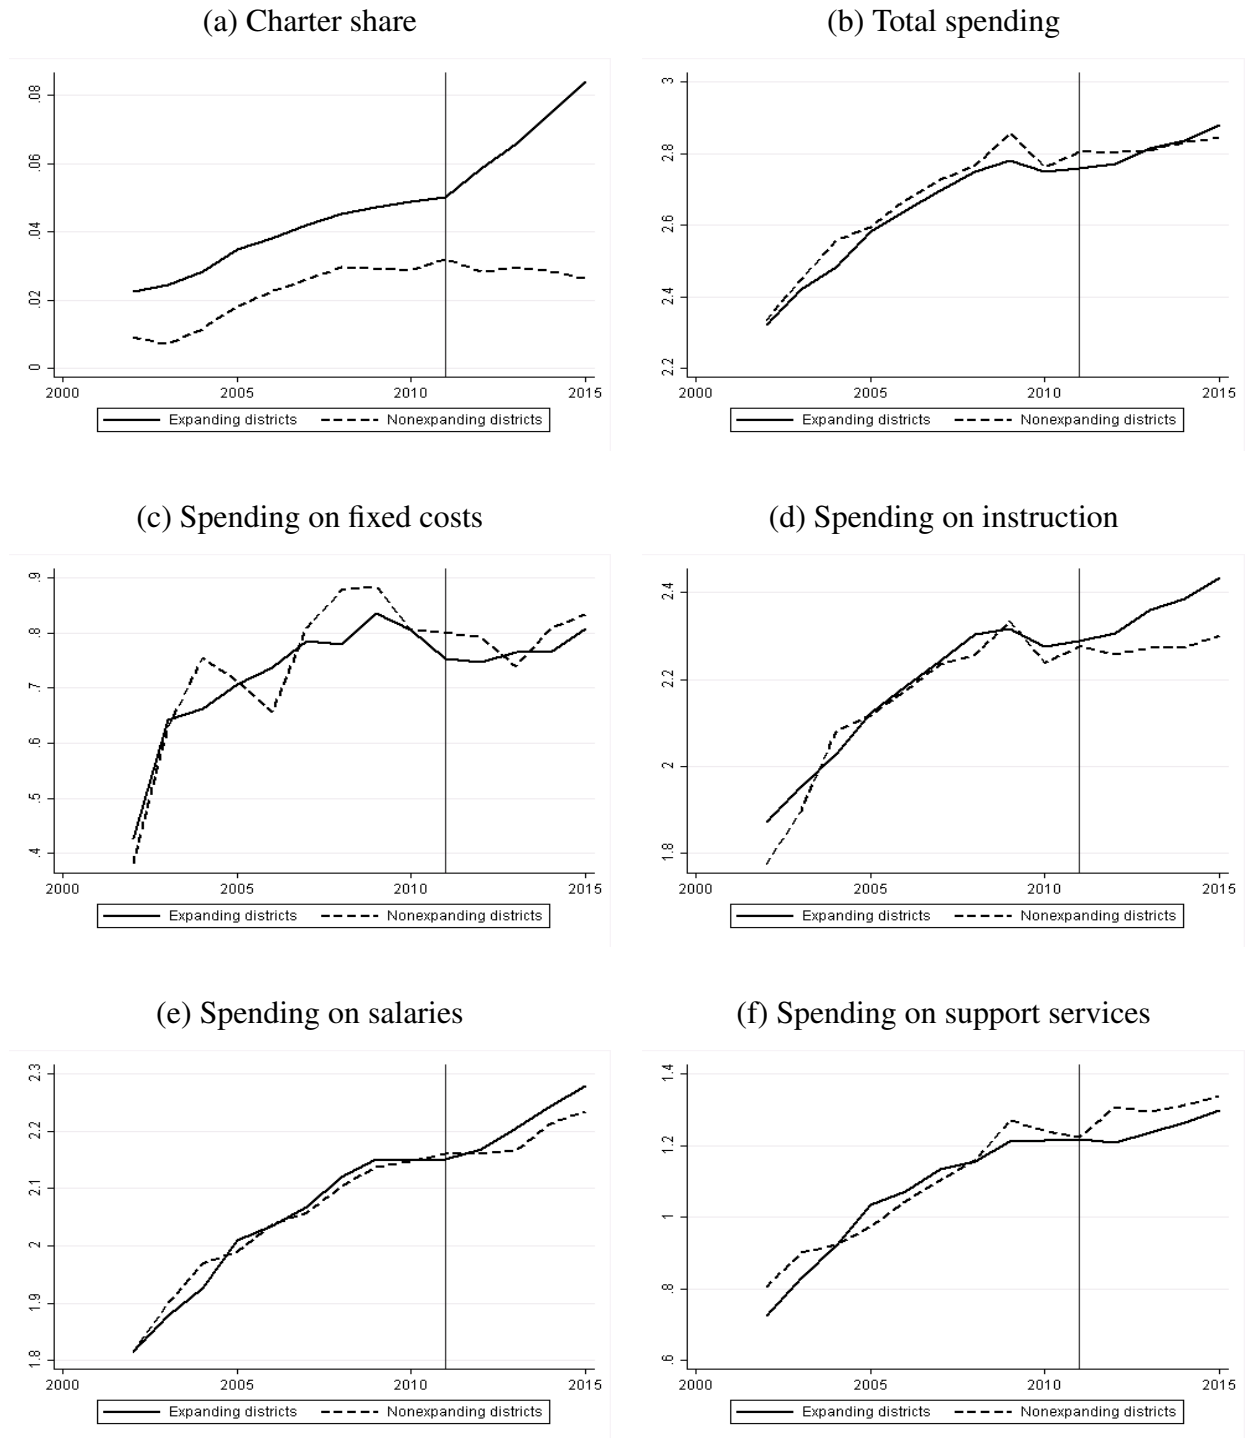 (a) Charter share
.08
.06
.04
.02
0
2000 2005 2010 2015
Expanding districts Nonexpanding districts
(b) Total spending
3
2.8
2.6
2.4
2.2
2000 2005 2010 2015
Expanding districts Nonexpanding districts
(c) Spending on fixed costs
.9
.8
.7
.6
.5
.4
2000 2005 2010 2015
Expanding districts Nonexpanding districts
(d) Spending on instruction
2.4
2.2
2
1.8
2000 2005 2010 2015
Expanding districts Nonexpanding districts
(e) Spending on salaries
2.3
2.2
2.1
2
1.9
1.8
2000 2005 2010 2015
Expanding districts Nonexpanding districts
(f) Spending on support services
1.4
1.2
1
.8
.6
2000 2005 2010 2015
Expanding districts Nonexpanding districts